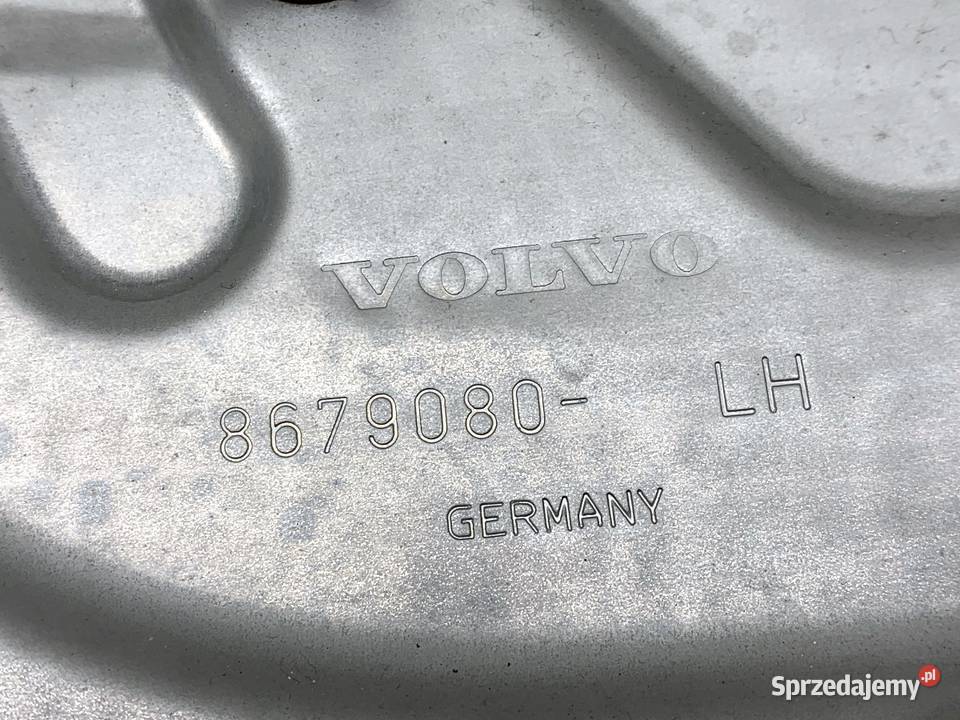 VOLVO
8679080- LH
GERMANY
Sprzedajemy.pl